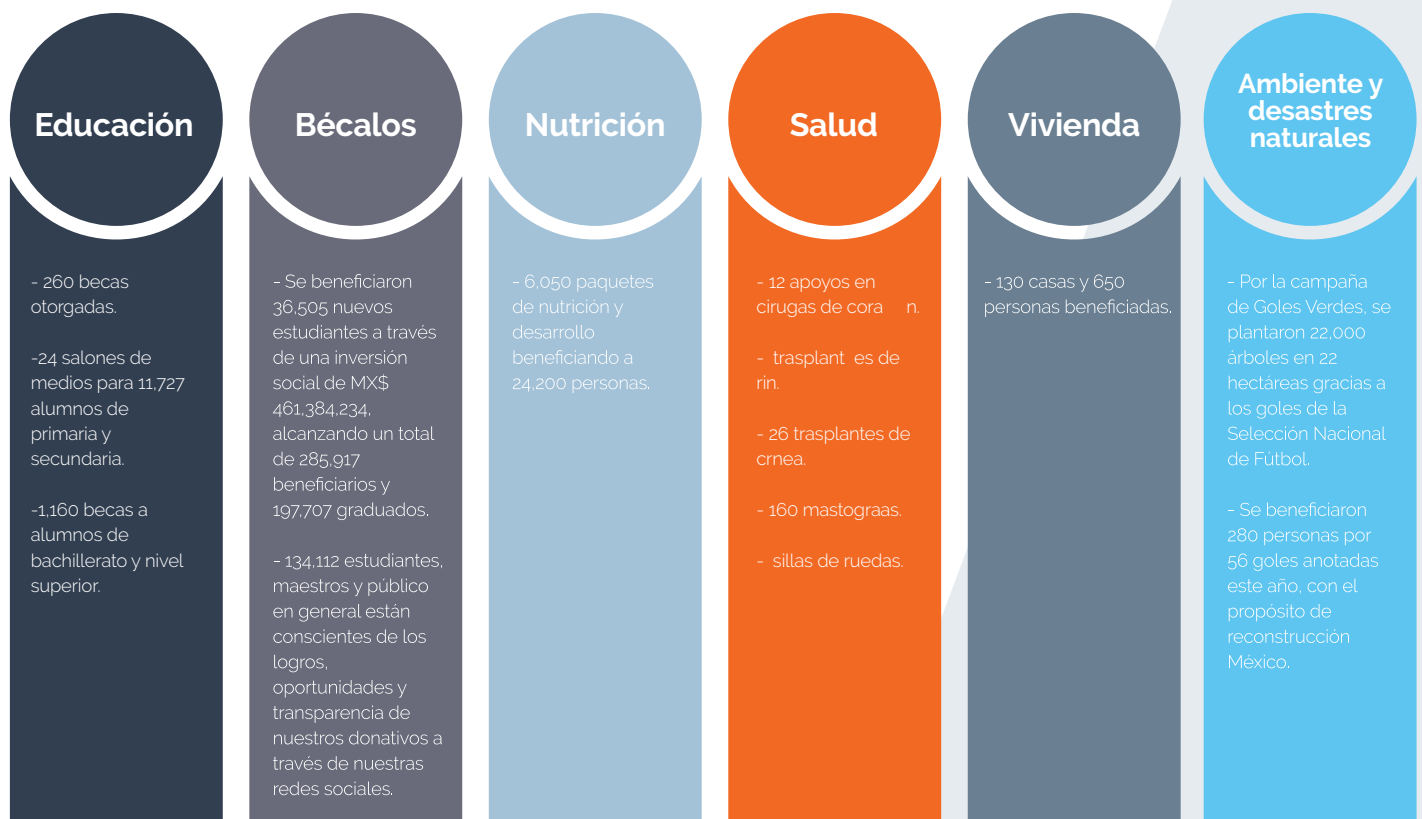 Educación
- 260 becas
otorgadas.
-24 salones de
medios para 11,727
alumnos de
primaria y
secundaria.
-1,160 becas a
alumnos de
bachillerato y nivel
superior.
Bécalos
- Se beneficiaron
36,505 nuevos
estudiantes a través
de una inversión
social de MX$
461,384,234,
alcanzando un total
de 285,917
beneficiarios y
197,707 graduados.
- 134,112 estudiantes,
maestros y público
en general están
conscientes de los
logros,
oportunidades y
transparencia de
nuestros donativos a
través de nuestras
redes sociales.
Nutrición
- 6,050 paquetes
de nutrición y
desarrollo
beneficiando a
24,200 personas.
Salud
- 12 apoyos en
cirugas de cora n.
- trasplant es de
rin.
- 26 trasplantes de
crnea.
- 160 mastograas.
- sillas de ruedas.
Vivienda
- 130 casas y 650
personas beneficiadas.
Ambiente y
desastres
naturales
- Por la campaña
de Goles Verdes, se
plantaron 22,000
árboles en 22
hectáreas gracias a
los goles de la
Selección Nacional
de Fútbol.
- Se beneficiaron
280 personas por
56 goles anotadas
este año, con el
propósito de
reconstrucción
México.